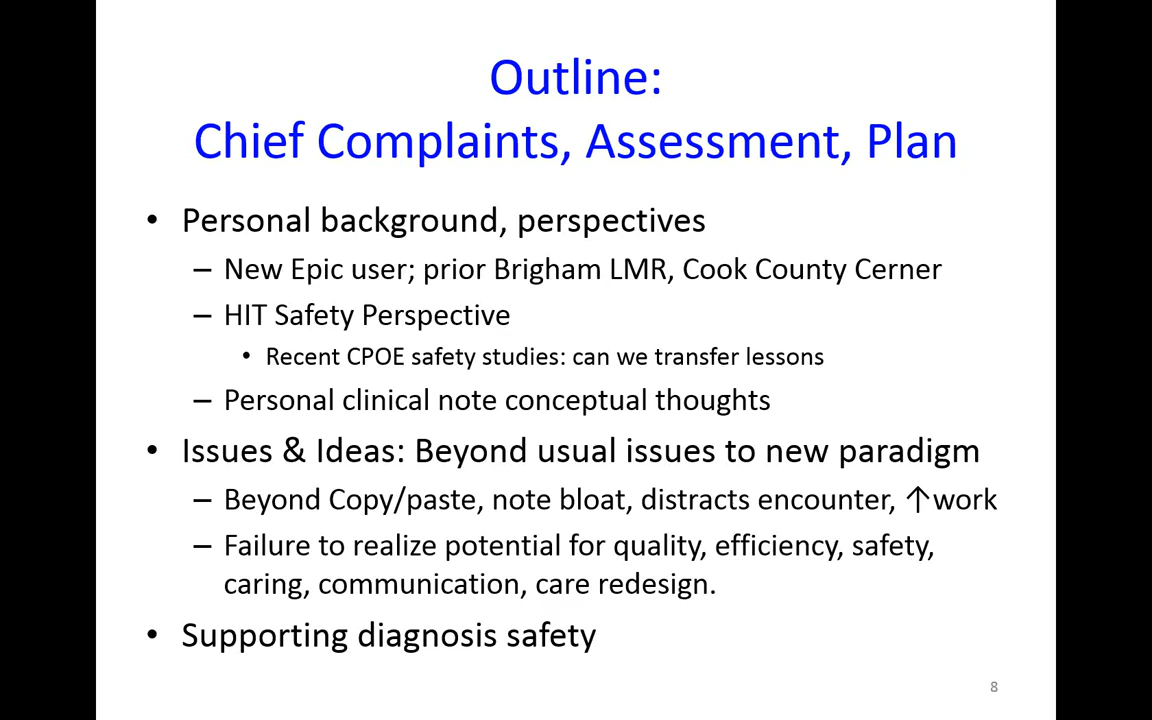 Outline:
Chief Complaints, Assessment, Plan
• Personal background, perspectives
– New Epic user; prior Brigham LMR, Cook County Cerner
– HIT Safety Perspective
• Recent CPOE safety studies: can we transfer lessons
– Personal clinical note conceptual thoughts
• Issues & Ideas: Beyond usual issues to new paradigm
– Beyond Copy/paste, note bloat, distracts encounter, ↑work
– Failure to realize potential for quality, efficiency, safety,
caring, communication, care redesign.
• Supporting diagnosis safety
8